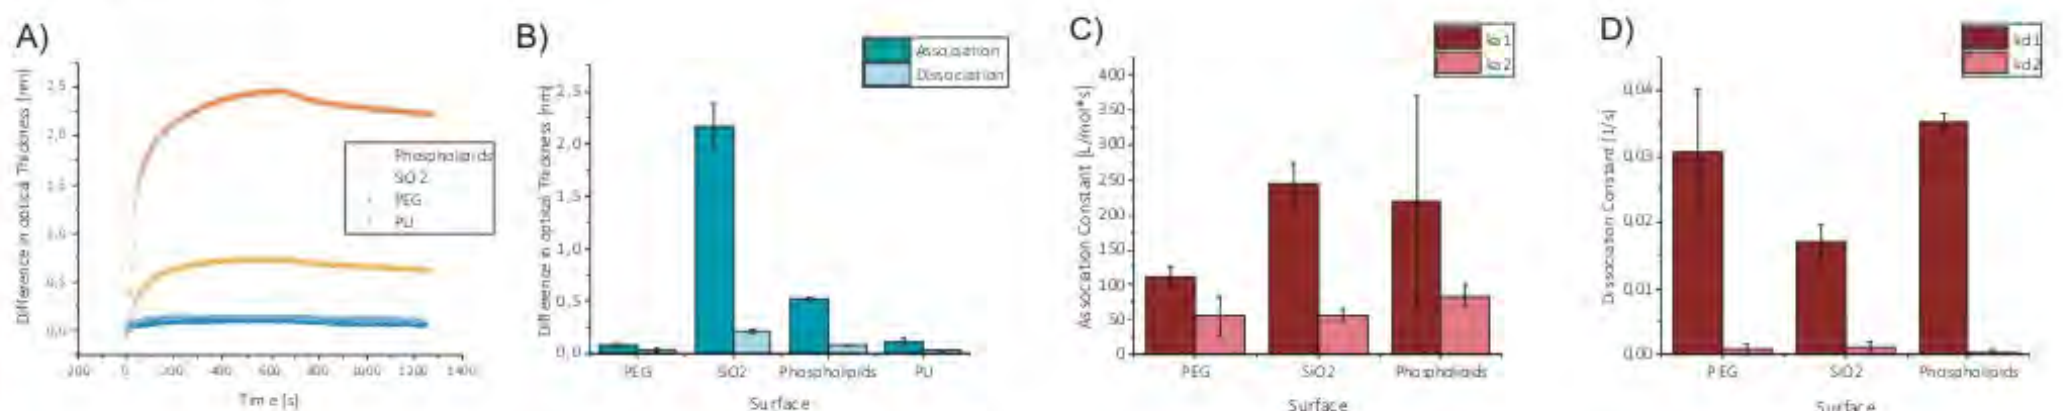 A)
Difference in optical Thickness [nm]
2,5
2,0
1,5
1,0
0,5
0,0
-200 0 200 400 600 800 1000 1200 1400
Time [s]
Phospholipids
SiO2
PEG
PLl
B)
Difference in optical Thickness [nm]
2,5
2,0
1,5
1,0
0,5
0,0
PEG SiO2 Phospholipids PLl
Surface
Association
Dissociation
C)
Association Constant [L/mol*s]
400
350
300
250
200
150
100
50
0
PEG SiO2 Phospholipids
Surface
ka1
ka2
D)
Dissociation Constant [1/s]
0,04
0,03
0,02
0,01
0,00
PEG SiO2 Phospholipids
Surface
kd1
kd2